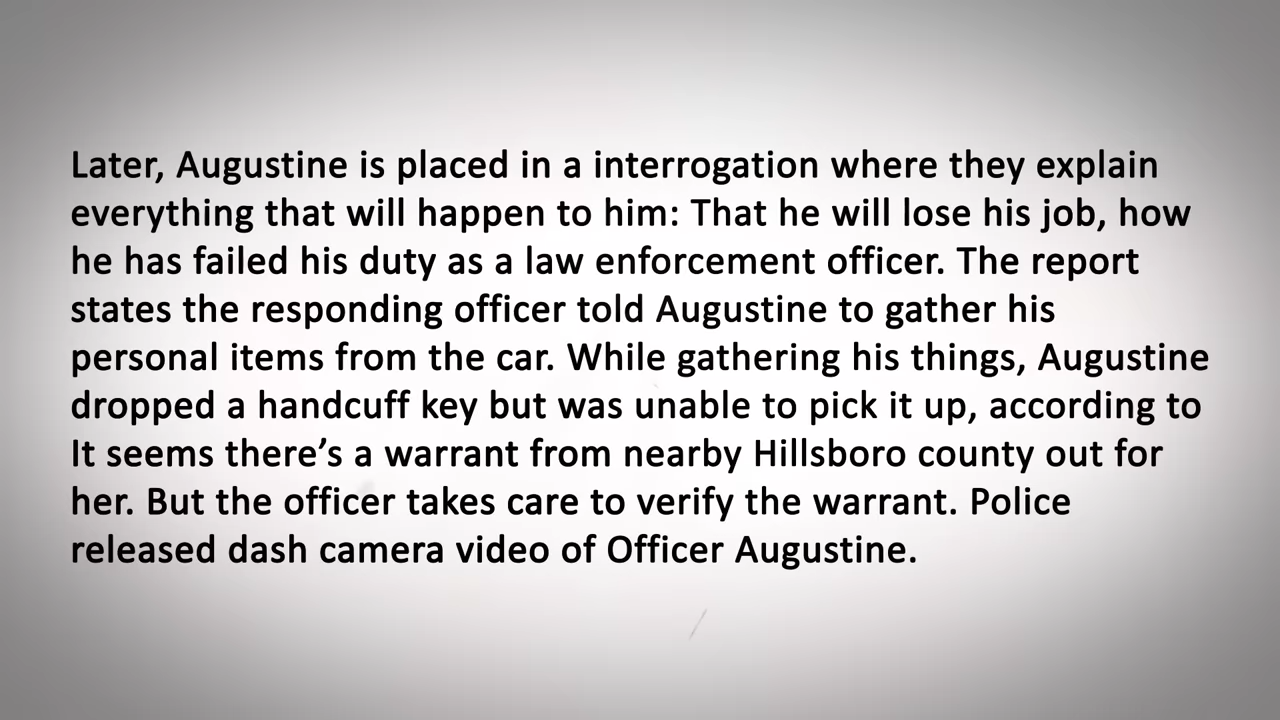 Later, Augustine is placed in a interrogation where they explain
everything that will happen to him: That he will lose his job, how
he has failed his duty as a law enforcement officer. The report
states the responding officer told Augustine to gather his
personal items from the car. While gathering his things, Augustine
dropped a handcuff key but was unable to pick it up, according to
It seems there’s a warrant from nearby Hillsboro county out for
her. But the officer takes care to verify the warrant. Police
released dash camera video of Officer Augustine.